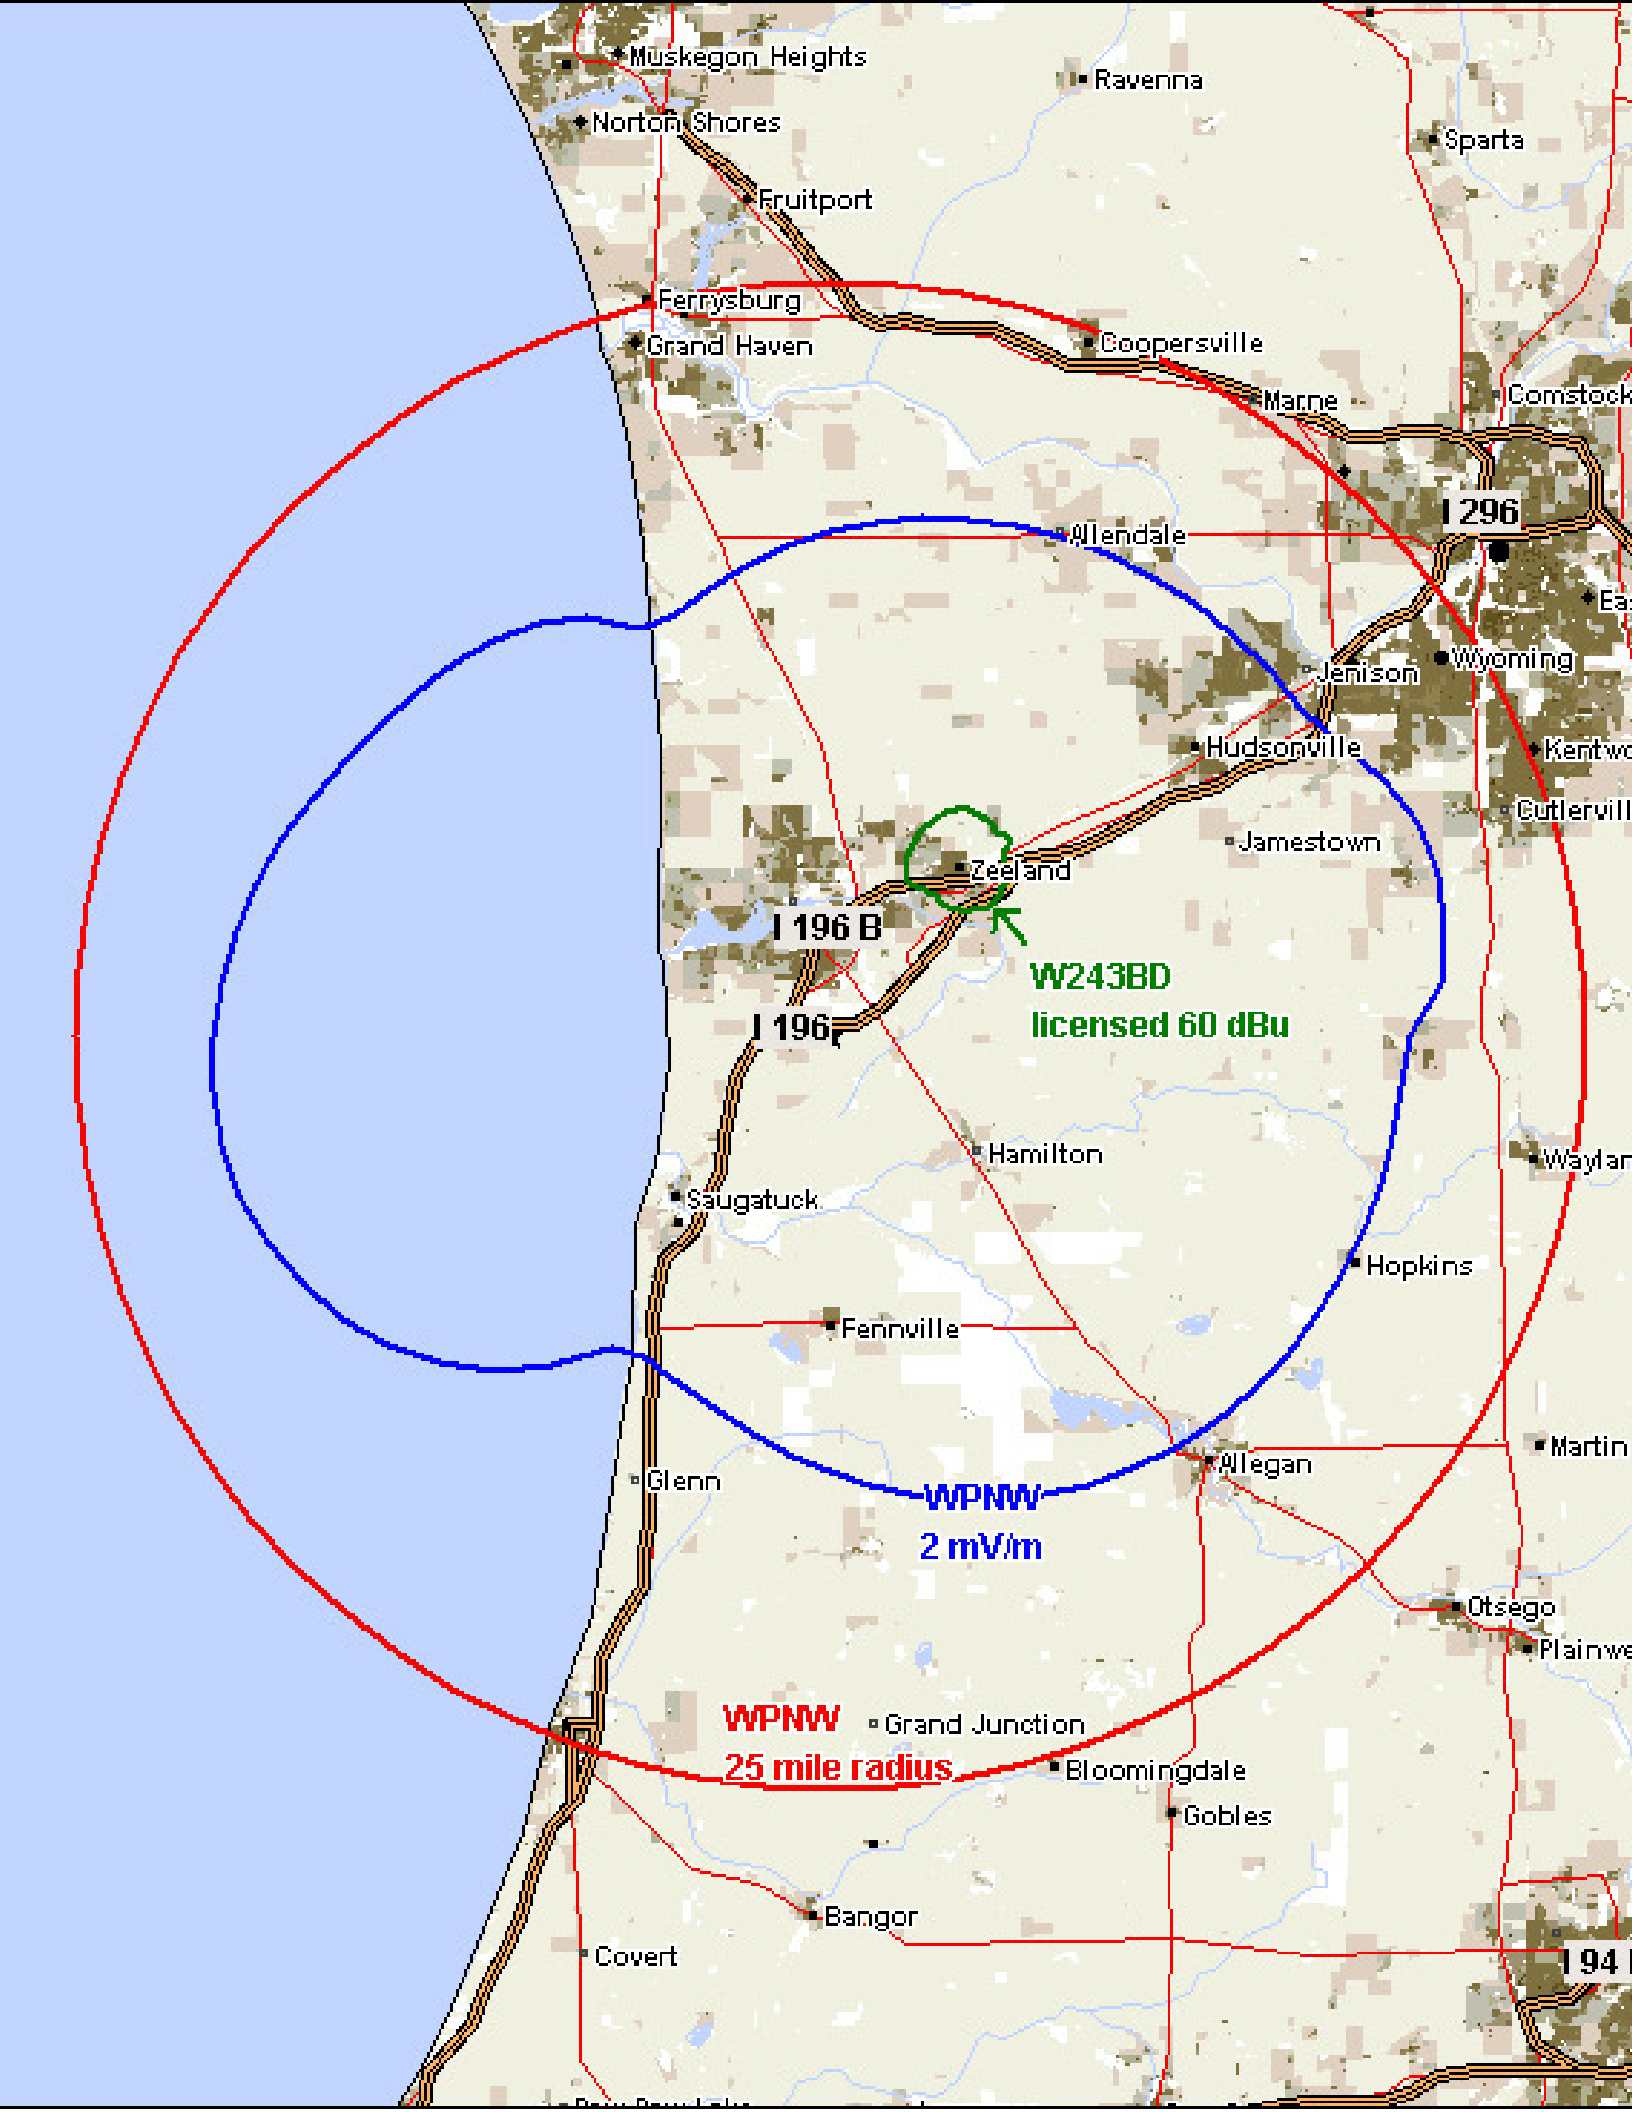 Muskegon Heights
Ravenna
Norton Shores
Sparta
Fruitport
Ferrysburg
Grand Haven
Coopersville
Marne
Comstock
I 296
Allendale
Eas
Wyoming
Jenison
Hudsonville
Kentwo
Cutlervill
Jamestown
Zeeland
I 196 B
W243BD
licensed 60 dBu
I 196
Hamilton
Waylan
Saugatuck
Hopkins
Fennville
Martin
Allegan
Glenn
WPNW
2 mV/m
Otsego
Plainwe
WPNW
25 mile radius
Grand Junction
Bloomingdale
Gobles
Bangor
Covert
I 94